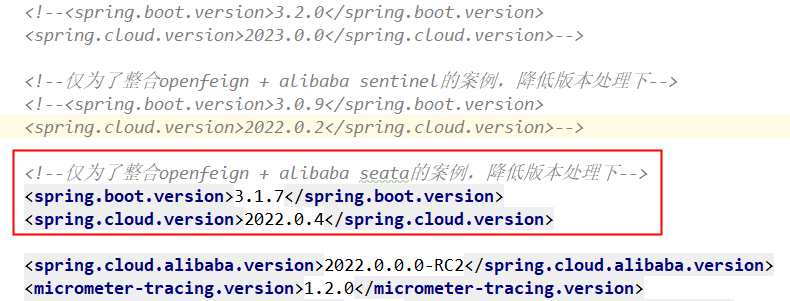 <!--<spring.boot.version>3.2.0</spring.boot.version>
<spring.cloud.version>2023.0.0</spring.cloud.version>-->
<!--仅为了整合openfeign + alibaba sentinel的案例，降低版本处理下-->
<!--<spring.boot.version>3.0.9</spring.boot.version>
<spring.cloud.version>2022.0.2</spring.cloud.version>-->
<!--仅为了整合openfeign + alibaba seata的案例，降低版本处理下-->
<spring.boot.version>3.1.7</spring.boot.version>
<spring.cloud.version>2022.0.4</spring.cloud.version>
<spring.cloud.alibaba.version>2022.0.0.0-RC2</spring.cloud.alibaba.version>
<micrometer-tracing.version>1.2.0</micrometer-tracing.version>